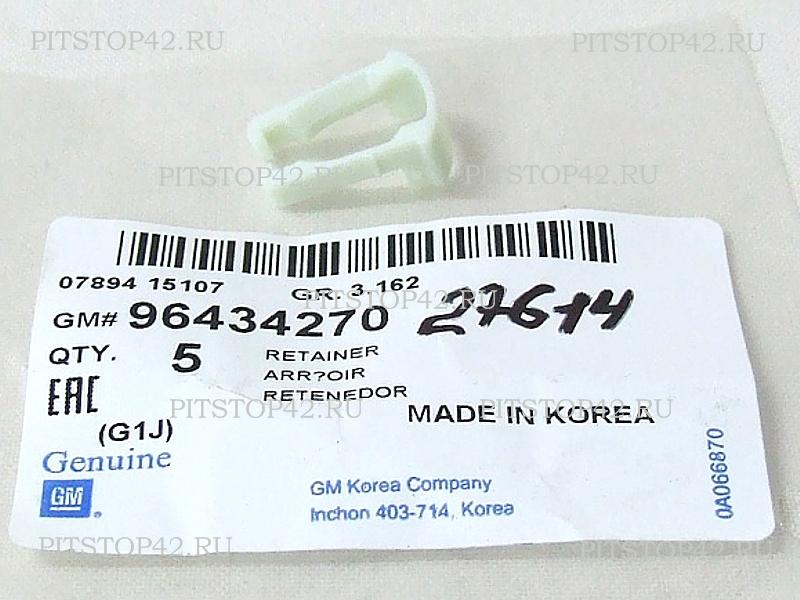 PITSTOP42.RU PITSTOP42.RU
PITSTOP42.RU PITSTOP42.RU
07894 15107 GR. 3.162
PITSTOP42.RU
GM# 96434270 27614
QTY. 5 RETAINER
ARR?OIR
RETENEDOR
EAC
PITSTOP42.RU PITSTOP42.RU
(G1J) MADE IN KOREA
Genuine
GM
GM Korea Company
Inchon 403-714, Korea
0A066870
PITSTOP42.RU PITSTOP42.RU